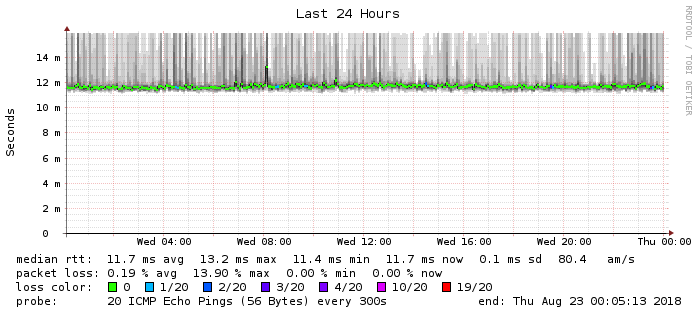 Last 24 Hours
RRDTOOL / TOBI OETIKER
Seconds
14 m
12 m
10 m
8 m
6 m
4 m
2 m
0
Wed 04:00 Wed 08:00 Wed 12:00 Wed 16:00 Wed 20:00 Thu 00:00
median rtt: 11.7 ms avg 13.2 ms max 11.4 ms min 11.7 ms now 0.1 ms sd 80.4 am/s
packet loss: 0.19 % avg 13.90 % max 0.00 % min 0.00 % now
loss color: 0 1/20 2/20 3/20 4/20 10/20 19/20
probe: 20 ICMP Echo Pings (56 Bytes) every 300s end: Thu Aug 23 00:05:13 2018